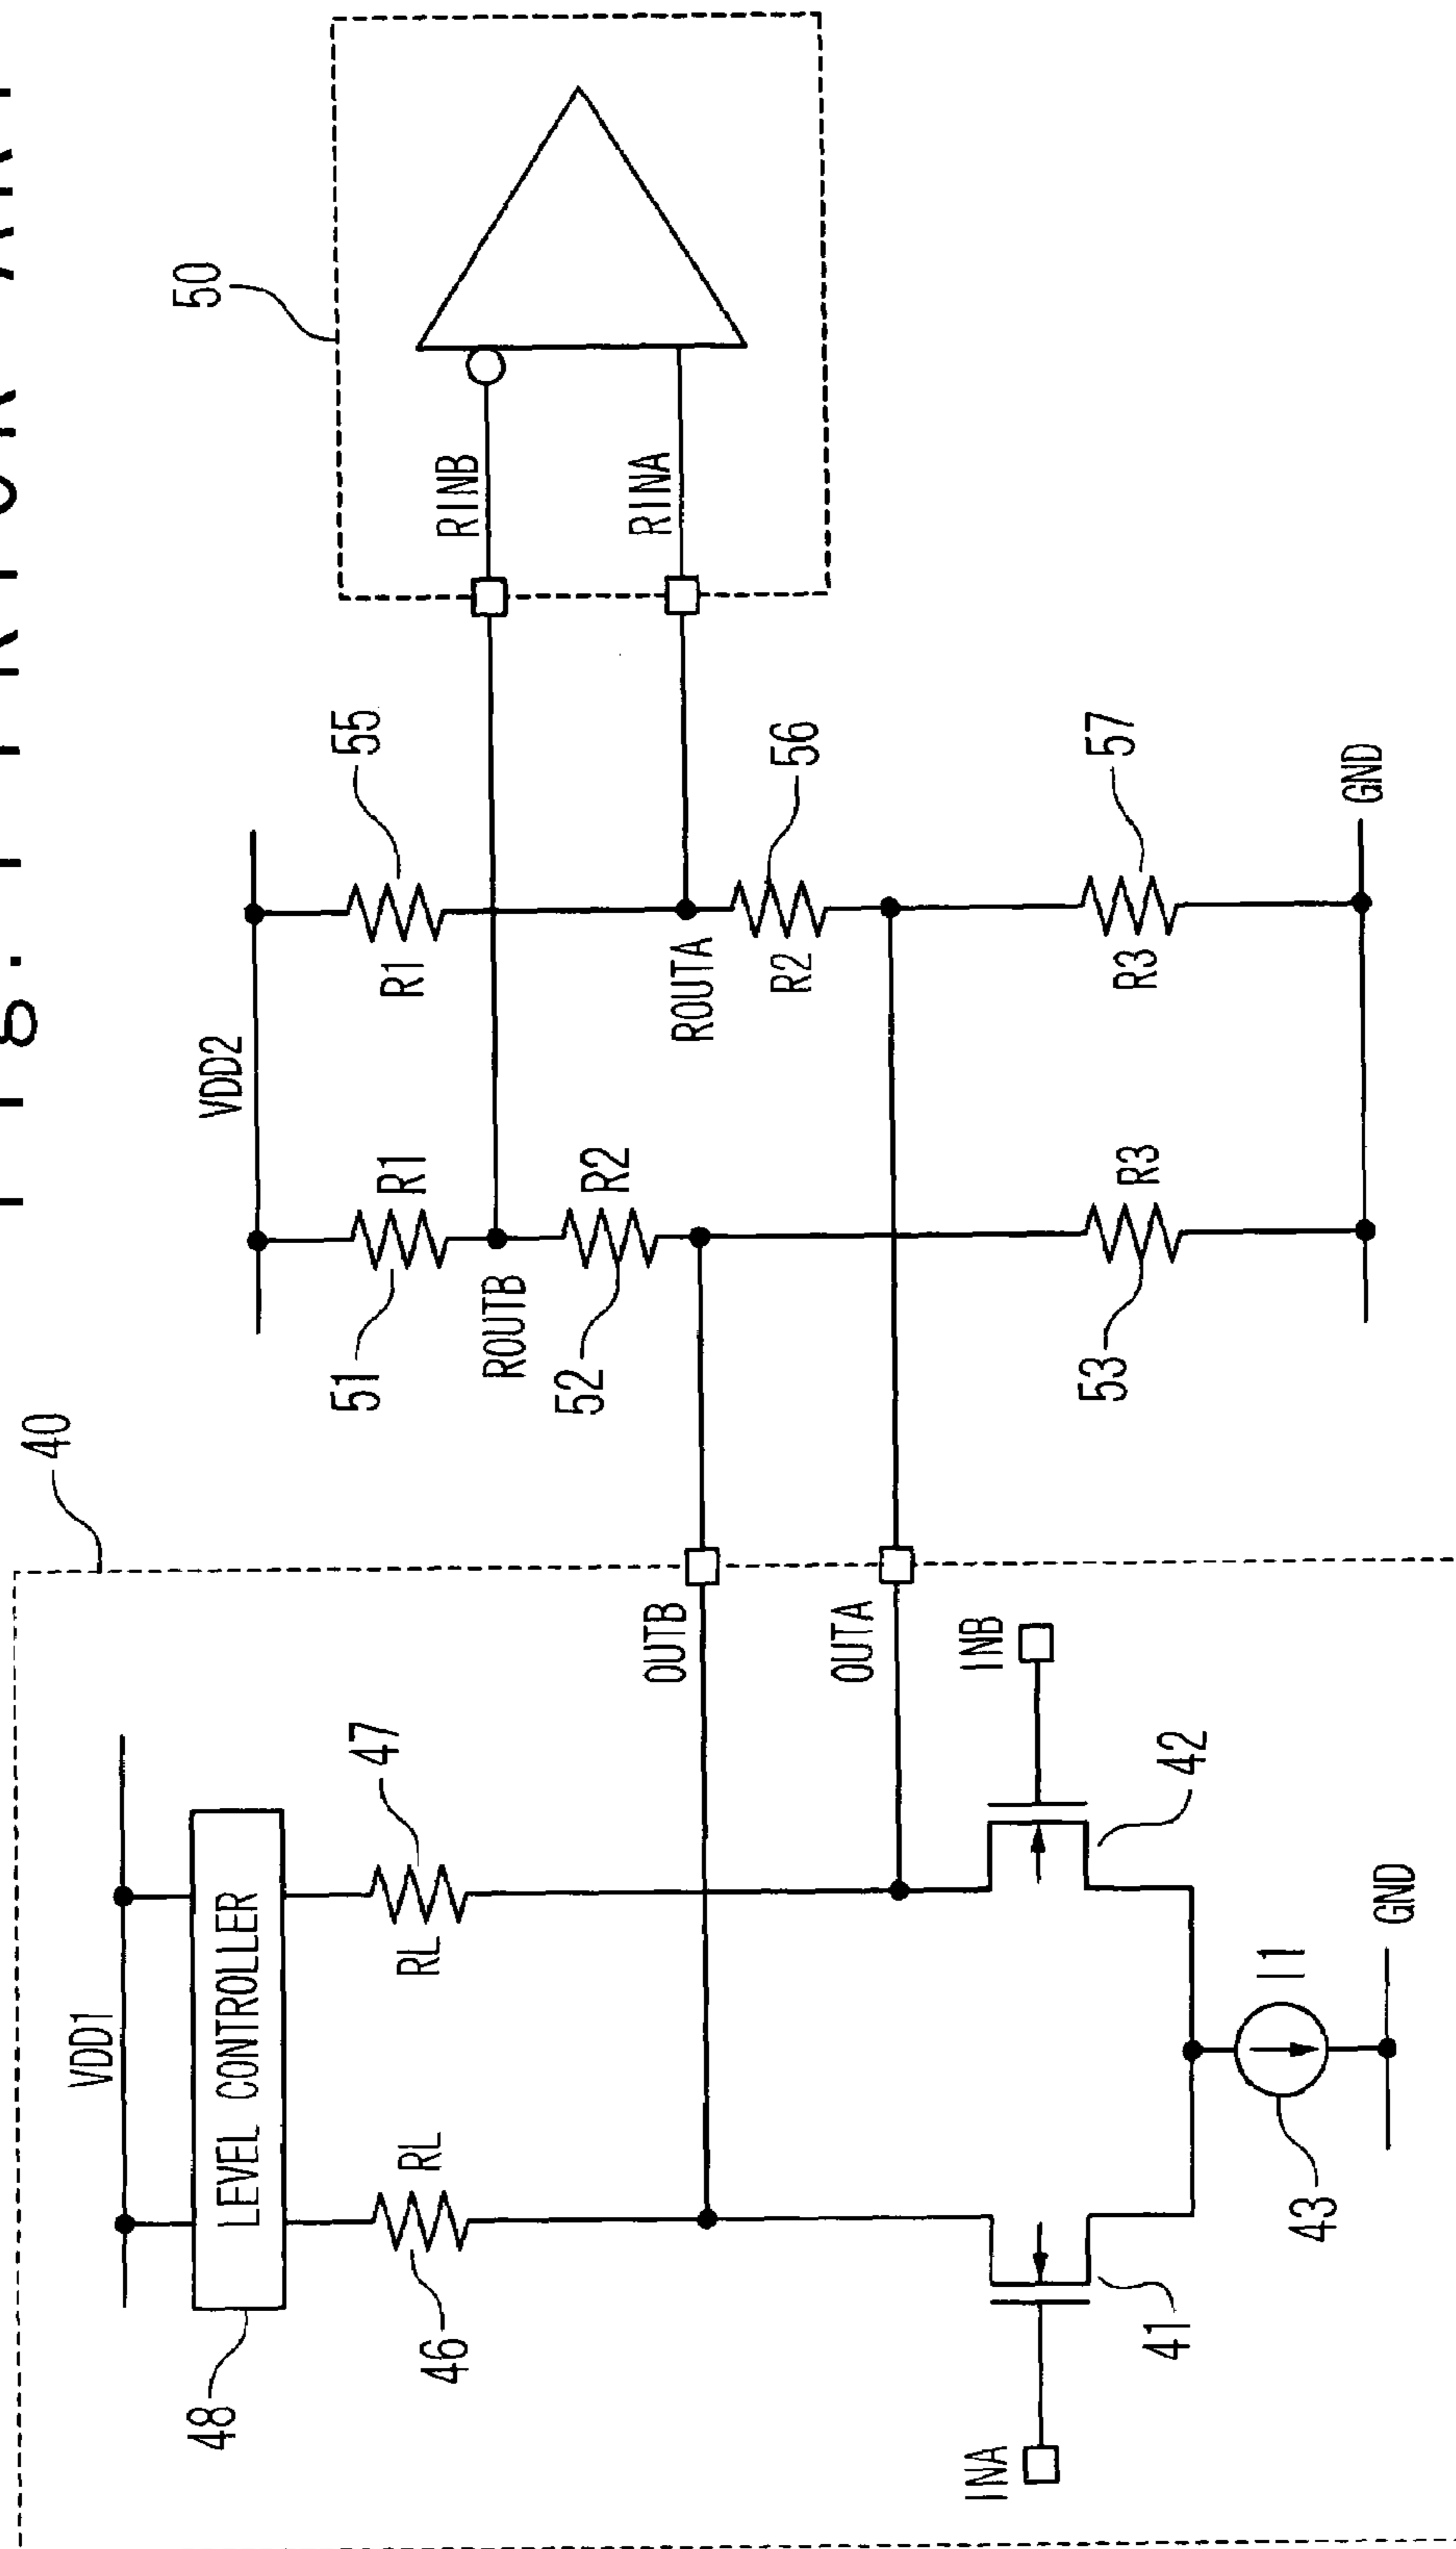 40
VDD1
48
LEVEL CONTROLLER
46
RL
RL
47
OUTB
OUTA
INA
41
INB
42
43
I1
GND
VDD2
51
R1
R1
55
ROUTB
52
R2
ROUTA
R2
56
53
R3
R3
57
GND
50
RINB
RINA